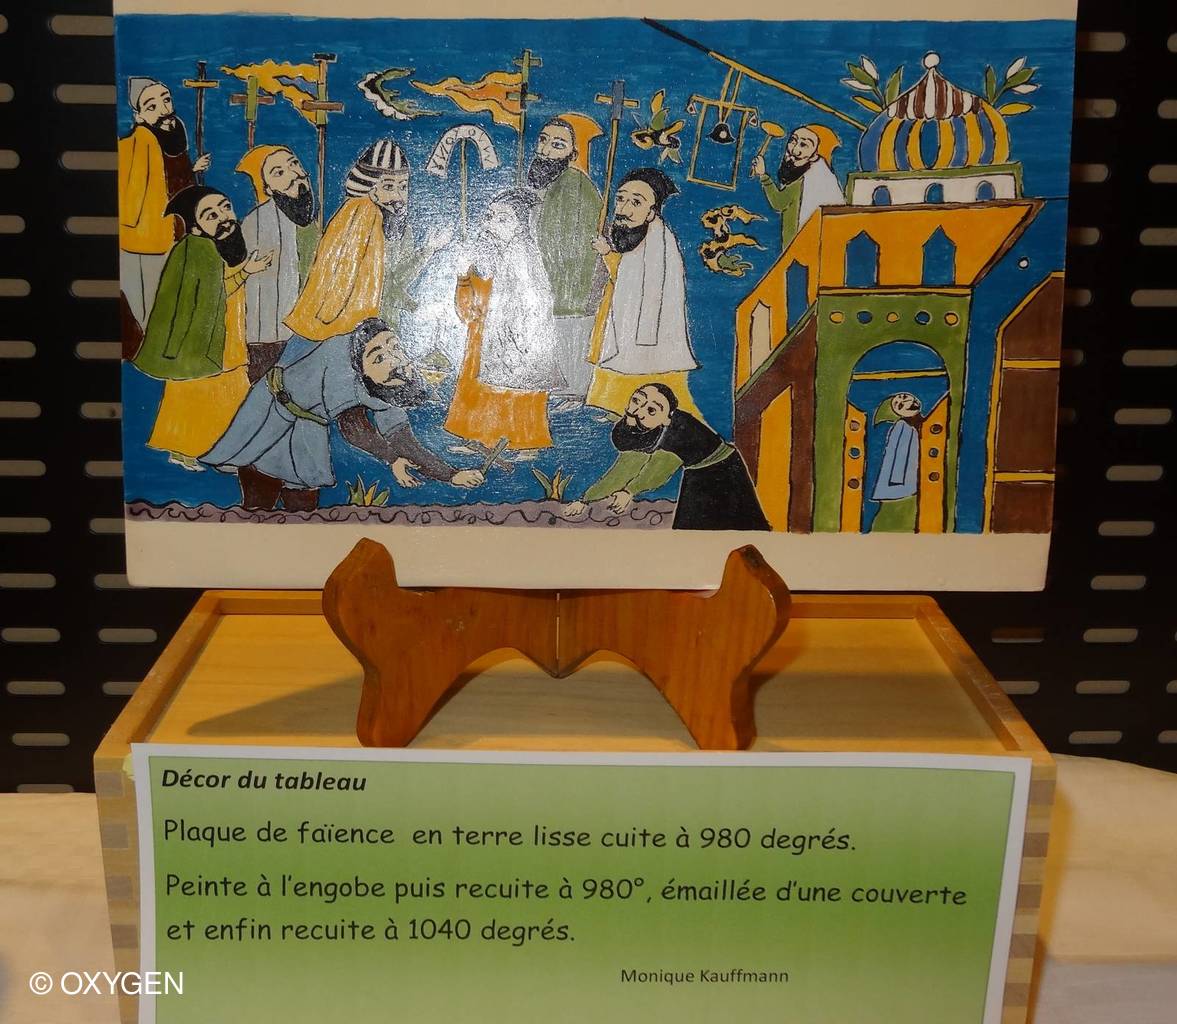 Décor du tableau
Plaque de faïence en terre lisse cuite à 980 degrés.
Peinte à l'engobe puis recuite à 980°, émaillée d'une couverte
et enfin recuite à 1040 degrés.
Monique Kauffmann
© OXYGEN